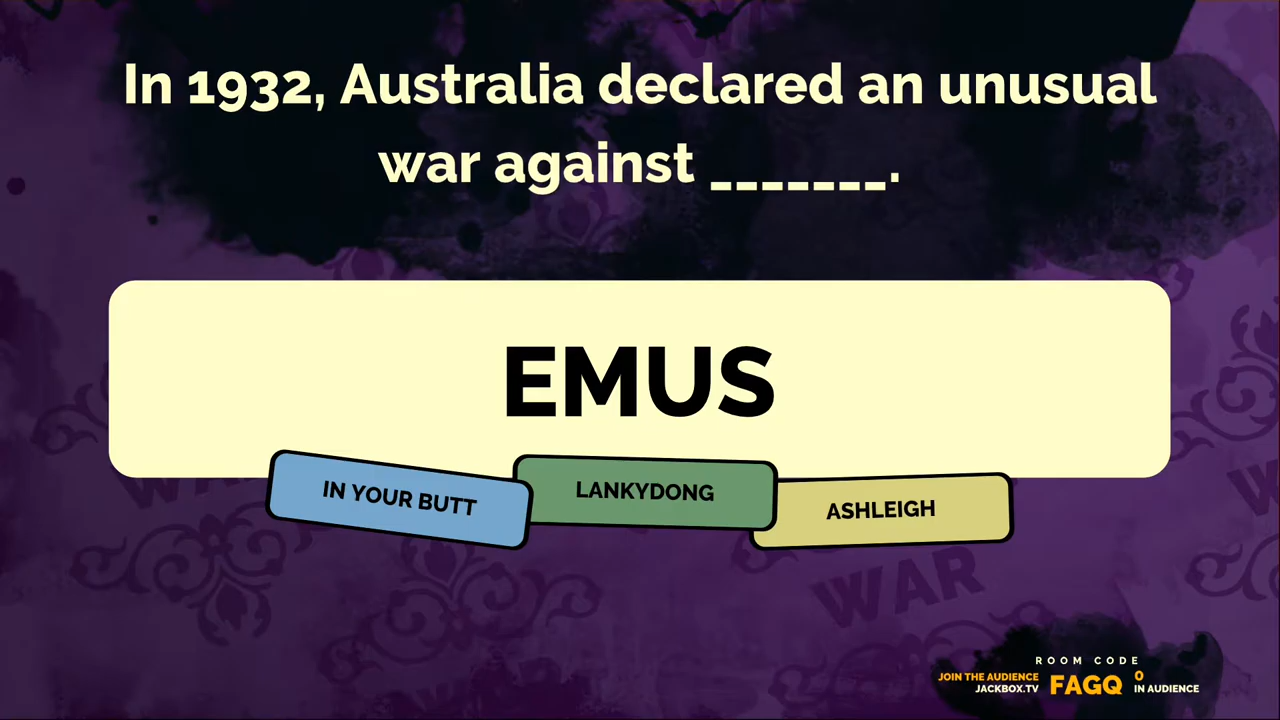 In 1932, Australia declared an unusual
war against _______.
EMUS
IN YOUR BUTT
LANKYDONG
ASHLEIGH
WAR
ROOM CODE
JOIN THE AUDIENCE
JACKBOX.TV
FAGQ
0
IN AUDIENCE